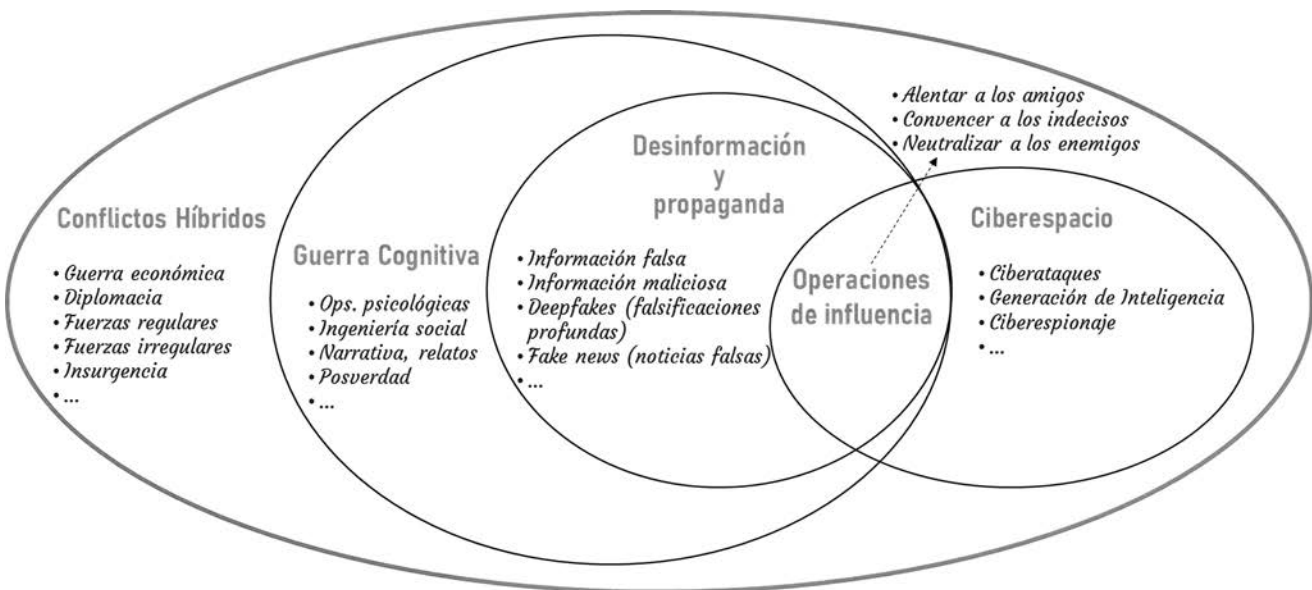 Conflictos Híbridos
• Guerra económica
• Diplomacia
• Fuerzas regulares
• Fuerzas irregulares
• Insurgencia
• ...
Guerra Cognitiva
• Ops. psicológicas
• Ingeniería social
• Narrativa, relatos
• Posverdad
• ...
Desinformación
y
propaganda
• Información falsa
• Información maliciosa
• Deepfakes (falsificaciones
profundas)
• Fake news (noticias falsas)
• ...
Operaciones
de influencia
• Alentar a los amigos
• Convencer a los indecisos
• Neutralizar a los enemigos
Ciberespacio
• Ciberataques
• Generación de Inteligencia
• Ciberespionaje
• ...